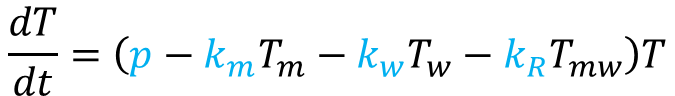 dT/dt = (p − k_m T_m − k_w T_w − k_R T_mw)T